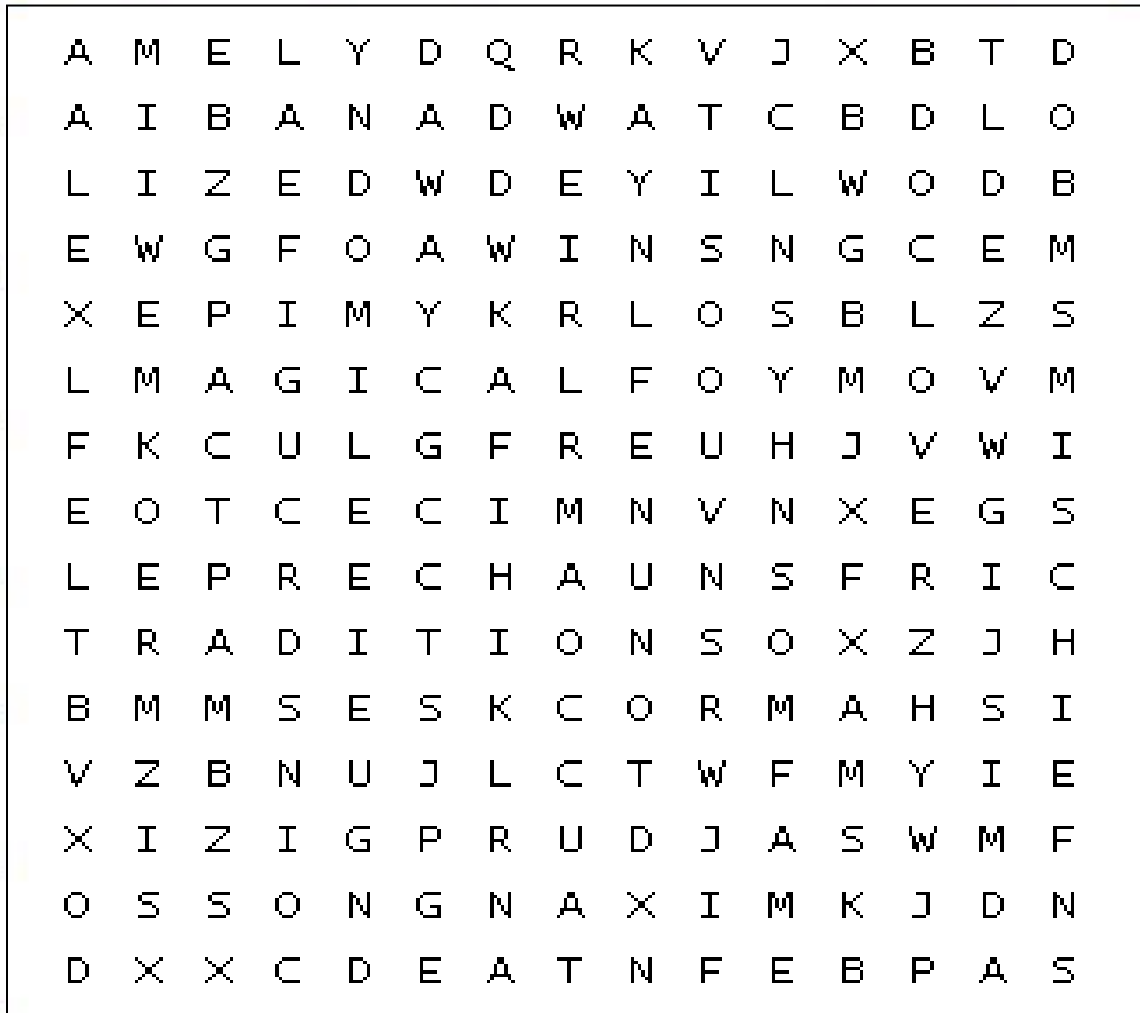 A M E L Y D Q R K V J X B T D
A I B A N A D W A T C B D L O
L I Z E D W D E Y I L W O D B
E W G F O A W I N S N G C E M
X E P I M Y K R L O S B L Z S
L M A G I C A L F O Y M O V M
F K C U L G F R E U H J V W I
E O T C E C I M N V N X E G S
L E P R E C H A U N S F R I C
T R A D I T I O N S O X Z J H
B M M S E S K C O R M A H S I
V Z B N U J L C T W F M Y I E
X I Z I G P R U D J A S W M F
O S S O N G N A X I M K J D N
D X X C D E A T N F E B P A S